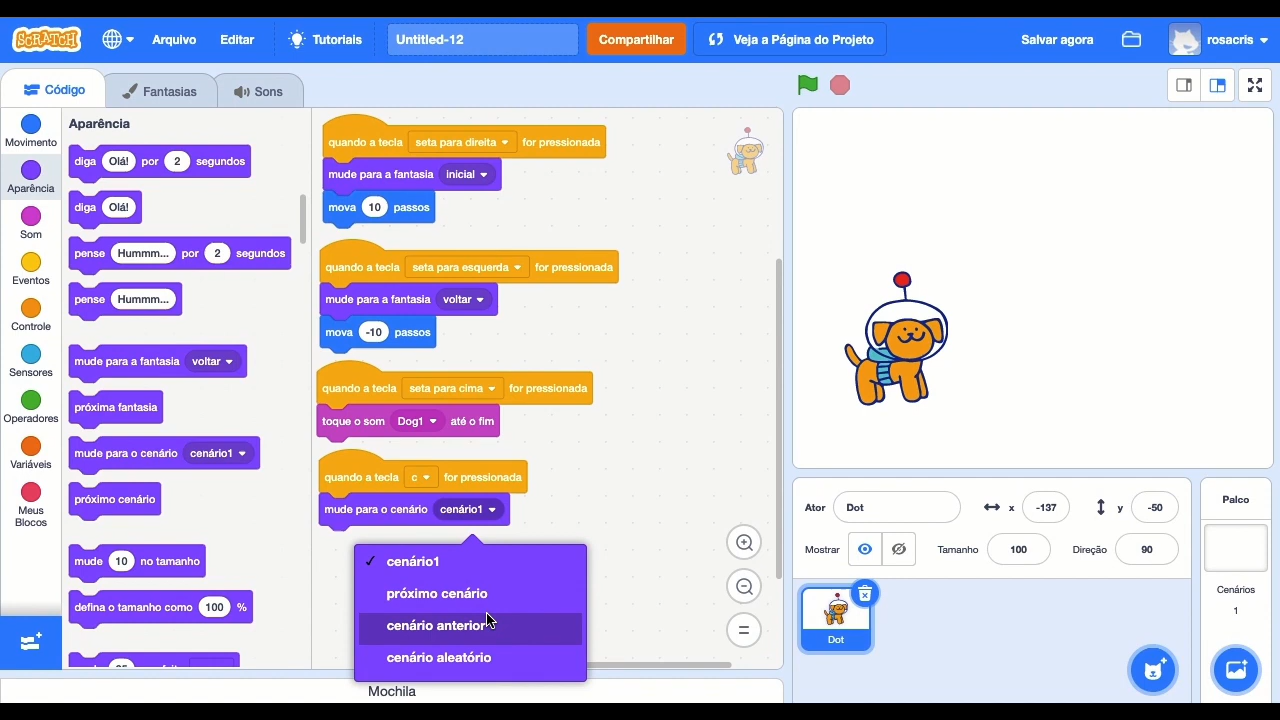 SCRATCH Arquivo Editar Tutoriais Untitled-12 Compartilhar Veja a Página do Projeto Salvar agora rosacris
Código Fantasias Sons
Movimento
Aparência
Som
Eventos
Controle
Sensores
Operadores
Variáveis
Meus
Blocos
Aparência
diga Olá! por 2 segundos
diga Olá!
pense Hummm... por 2 segundos
pense Hummm...
mude para a fantasia voltar
próxima fantasia
mude para o cenário cenário1
próximo cenário
mude 10 no tamanho
defina o tamanho como 100 %
quando a tecla seta para direita for pressionada
mude para a fantasia inicial
mova 10 passos
quando a tecla seta para esquerda for pressionada
mude para a fantasia voltar
mova -10 passos
quando a tecla seta para cima for pressionada
toque o som Dog1 até o fim
quando a tecla c for pressionada
mude para o cenário cenário1
cenário1
próximo cenário
cenário anterior
cenário aleatório
Mochila
Ator Dot x -137 y -50
Mostrar Tamanho 100 Direção 90
Dot
Palco
Cenários
1